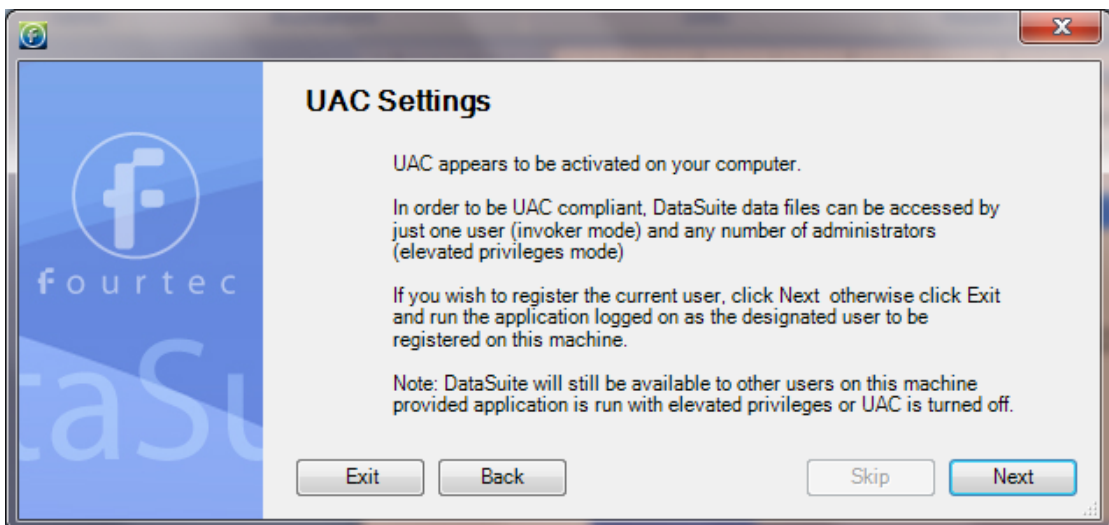 UAC Settings
UAC appears to be activated on your computer.
In order to be UAC compliant, DataSuite data files can be accessed by
just one user (invoker mode) and any number of administrators
(elevated privileges mode)
If you wish to register the current user, click Next  otherwise click Exit
and run the application logged on as the designated user to be
registered on this machine.
Note: DataSuite will still be available to other users on this machine
provided application is run with elevated privileges or UAC is turned off.
fourtec
taSu
Exit Back Skip Next